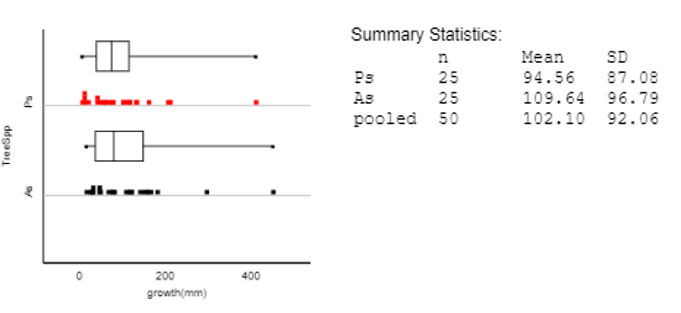 TreeSpp
Ps
As
0 200 400
growth(mm)
Summary Statistics:
n Mean SD
Ps 25 94.56 87.08
As 25 109.64 96.79
pooled 50 102.10 92.06